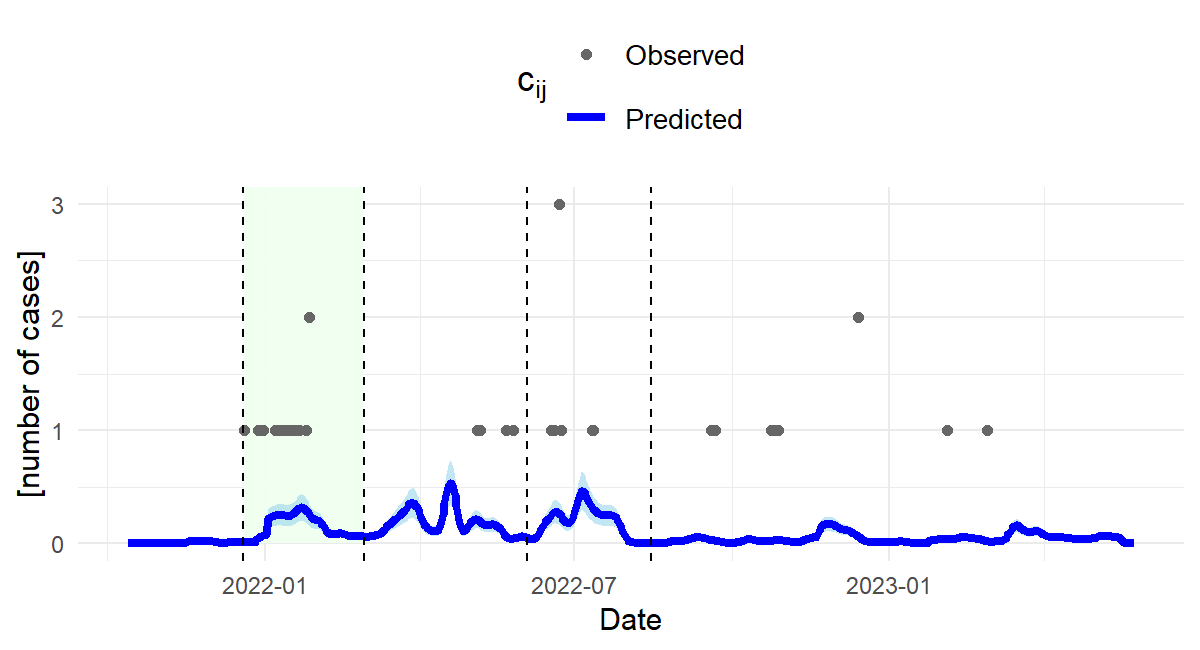 c_ij
Observed
Predicted
[number of cases]
3
2
1
0
2022-01
2022-07
2023-01
Date